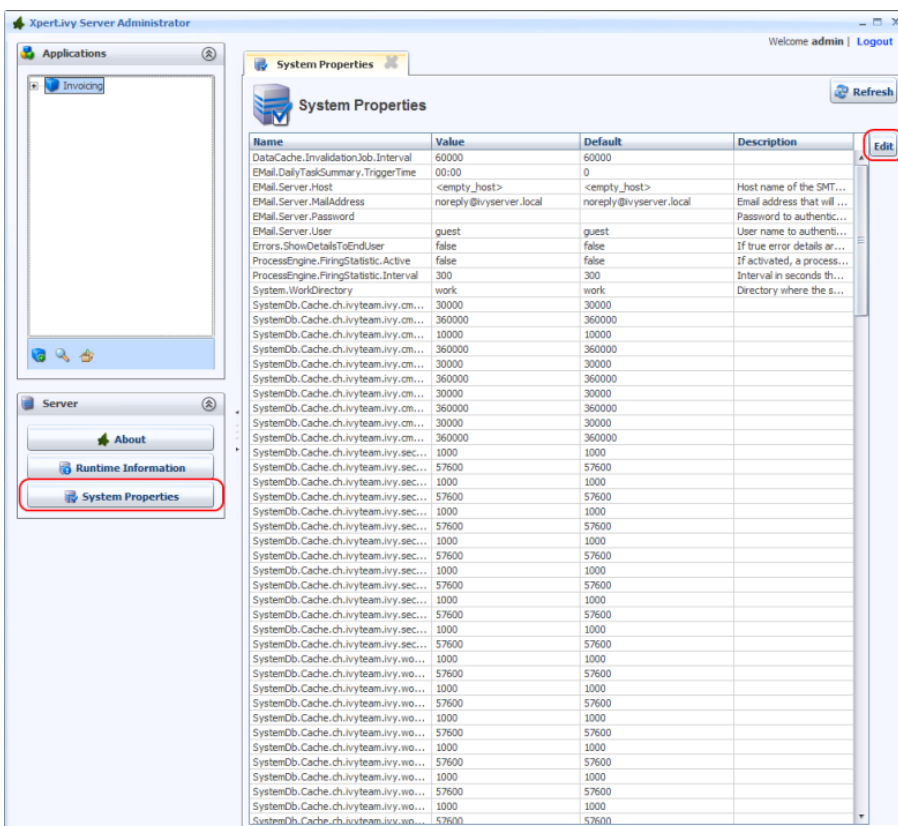 Xpert.ivy Server Administrator
Welcome admin | Logout
Applications
Invoicing
Server
About
Runtime Information
System Properties
System Properties
System Properties
Refresh
Edit
Name Value Default Description
DataCache.InvalidationJob.Interval 60000 60000
EMail.DailyTaskSummary.TriggerTime 00:00 0
EMail.Server.Host <empty_host> <empty_host> Host name of the SMT...
EMail.Server.MailAddress noreply@ivyserver.local noreply@ivyserver.local Email address that will ...
EMail.Server.Password Password to authentic...
EMail.Server.User guest guest User name to authenti...
Errors.ShowDetailsToEndUser false false If true error details ar...
ProcessEngine.FiringStatistic.Active false false If activated, a process...
ProcessEngine.FiringStatistic.Interval 300 300 Interval in seconds th...
System.WorkDirectory work work Directory where the s...
SystemDb.Cache.ch.ivyteam.ivy.cm... 30000 30000
SystemDb.Cache.ch.ivyteam.ivy.cm... 360000 360000
SystemDb.Cache.ch.ivyteam.ivy.cm... 10000 10000
SystemDb.Cache.ch.ivyteam.ivy.cm... 360000 360000
SystemDb.Cache.ch.ivyteam.ivy.cm... 30000 30000
SystemDb.Cache.ch.ivyteam.ivy.cm... 360000 360000
SystemDb.Cache.ch.ivyteam.ivy.cm... 30000 30000
SystemDb.Cache.ch.ivyteam.ivy.cm... 360000 360000
SystemDb.Cache.ch.ivyteam.ivy.cm... 30000 30000
SystemDb.Cache.ch.ivyteam.ivy.cm... 360000 360000
SystemDb.Cache.ch.ivyteam.ivy.sec... 1000 1000
SystemDb.Cache.ch.ivyteam.ivy.sec... 57600 57600
SystemDb.Cache.ch.ivyteam.ivy.sec... 1000 1000
SystemDb.Cache.ch.ivyteam.ivy.sec... 57600 57600
SystemDb.Cache.ch.ivyteam.ivy.sec... 1000 1000
SystemDb.Cache.ch.ivyteam.ivy.sec... 57600 57600
SystemDb.Cache.ch.ivyteam.ivy.sec... 1000 1000
SystemDb.Cache.ch.ivyteam.ivy.sec... 57600 57600
SystemDb.Cache.ch.ivyteam.ivy.sec... 1000 1000
SystemDb.Cache.ch.ivyteam.ivy.sec... 57600 57600
SystemDb.Cache.ch.ivyteam.ivy.sec... 1000 1000
SystemDb.Cache.ch.ivyteam.ivy.sec... 57600 57600
SystemDb.Cache.ch.ivyteam.ivy.sec... 1000 1000
SystemDb.Cache.ch.ivyteam.ivy.sec... 57600 57600
SystemDb.Cache.ch.ivyteam.ivy.wo... 1000 1000
SystemDb.Cache.ch.ivyteam.ivy.wo... 57600 57600
SystemDb.Cache.ch.ivyteam.ivy.wo... 1000 1000
SystemDb.Cache.ch.ivyteam.ivy.wo... 57600 57600
SystemDb.Cache.ch.ivyteam.ivy.wo... 1000 1000
SystemDb.Cache.ch.ivyteam.ivy.wo... 57600 57600
SystemDb.Cache.ch.ivyteam.ivy.wo... 1000 1000
SystemDb.Cache.ch.ivyteam.ivy.wo... 57600 57600
SystemDb.Cache.ch.ivyteam.ivy.wo... 1000 1000
SystemDb.Cache.ch.ivyteam.ivy.wo... 57600 57600
SystemDb.Cache.ch.ivyteam.ivy.wo... 1000 1000
SystemDb.Cache.ch.ivyteam.ivy.wo... 57600 57600